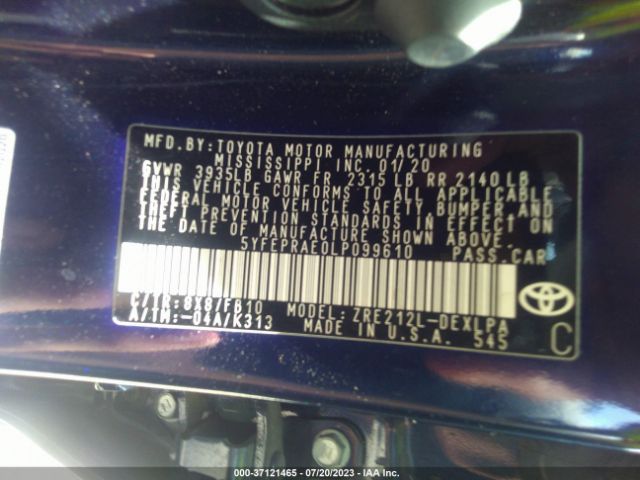 MFD. BY: TOYOTA MOTOR MANUFACTURING
MISSISSIPPI INC. 01/20
GVWR 3935LB GAWR FR. 2315 LB RR 2140 LB
THIS VEHICLE CONFORMS TO ALL APPLICABLE
FEDERAL MOTOR VEHICLE SAFETY, BUMPER, AND
THEFT PREVENTION STANDARDS IN EFFECT ON
THE DATE OF MANUFACTURE SHOWN ABOVE.
5YFEPRAE0LP099610 PASS. CAR
C/TR: 8X8/FB10 MODEL: ZRE212L-DEXLPA
A/TM: -04A/K313 MADE IN U.S.A. 545
TOYOTA
C
000-37121465 - 07/20/2023 - IAA Inc.